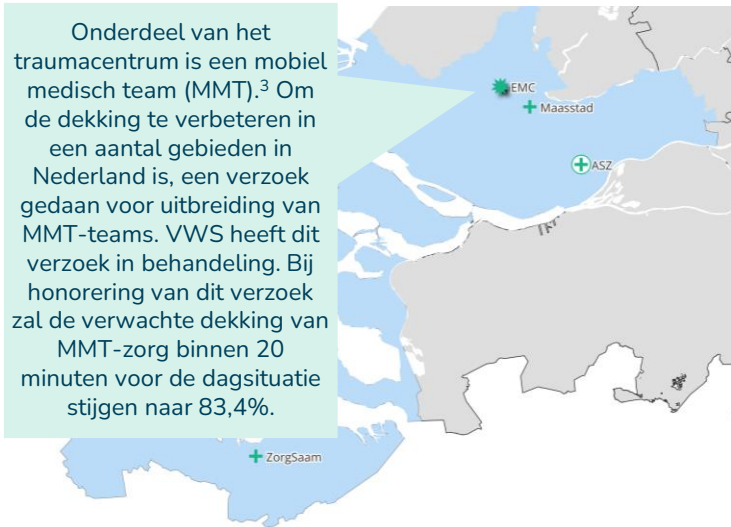 Onderdeel van het
traumacentrum is een mobiel
medisch team (MMT).³ Om
de dekking te verbeteren in
een aantal gebieden in
Nederland is, een verzoek
gedaan voor uitbreiding van
MMT-teams. VWS heeft dit
verzoek in behandeling. Bij
honorering van dit verzoek
zal de verwachte dekking van
MMT-zorg binnen 20
minuten voor de dagsituatie
stijgen naar 83,4%.
EMC
Maasstad
ASZ
ZorgSaam